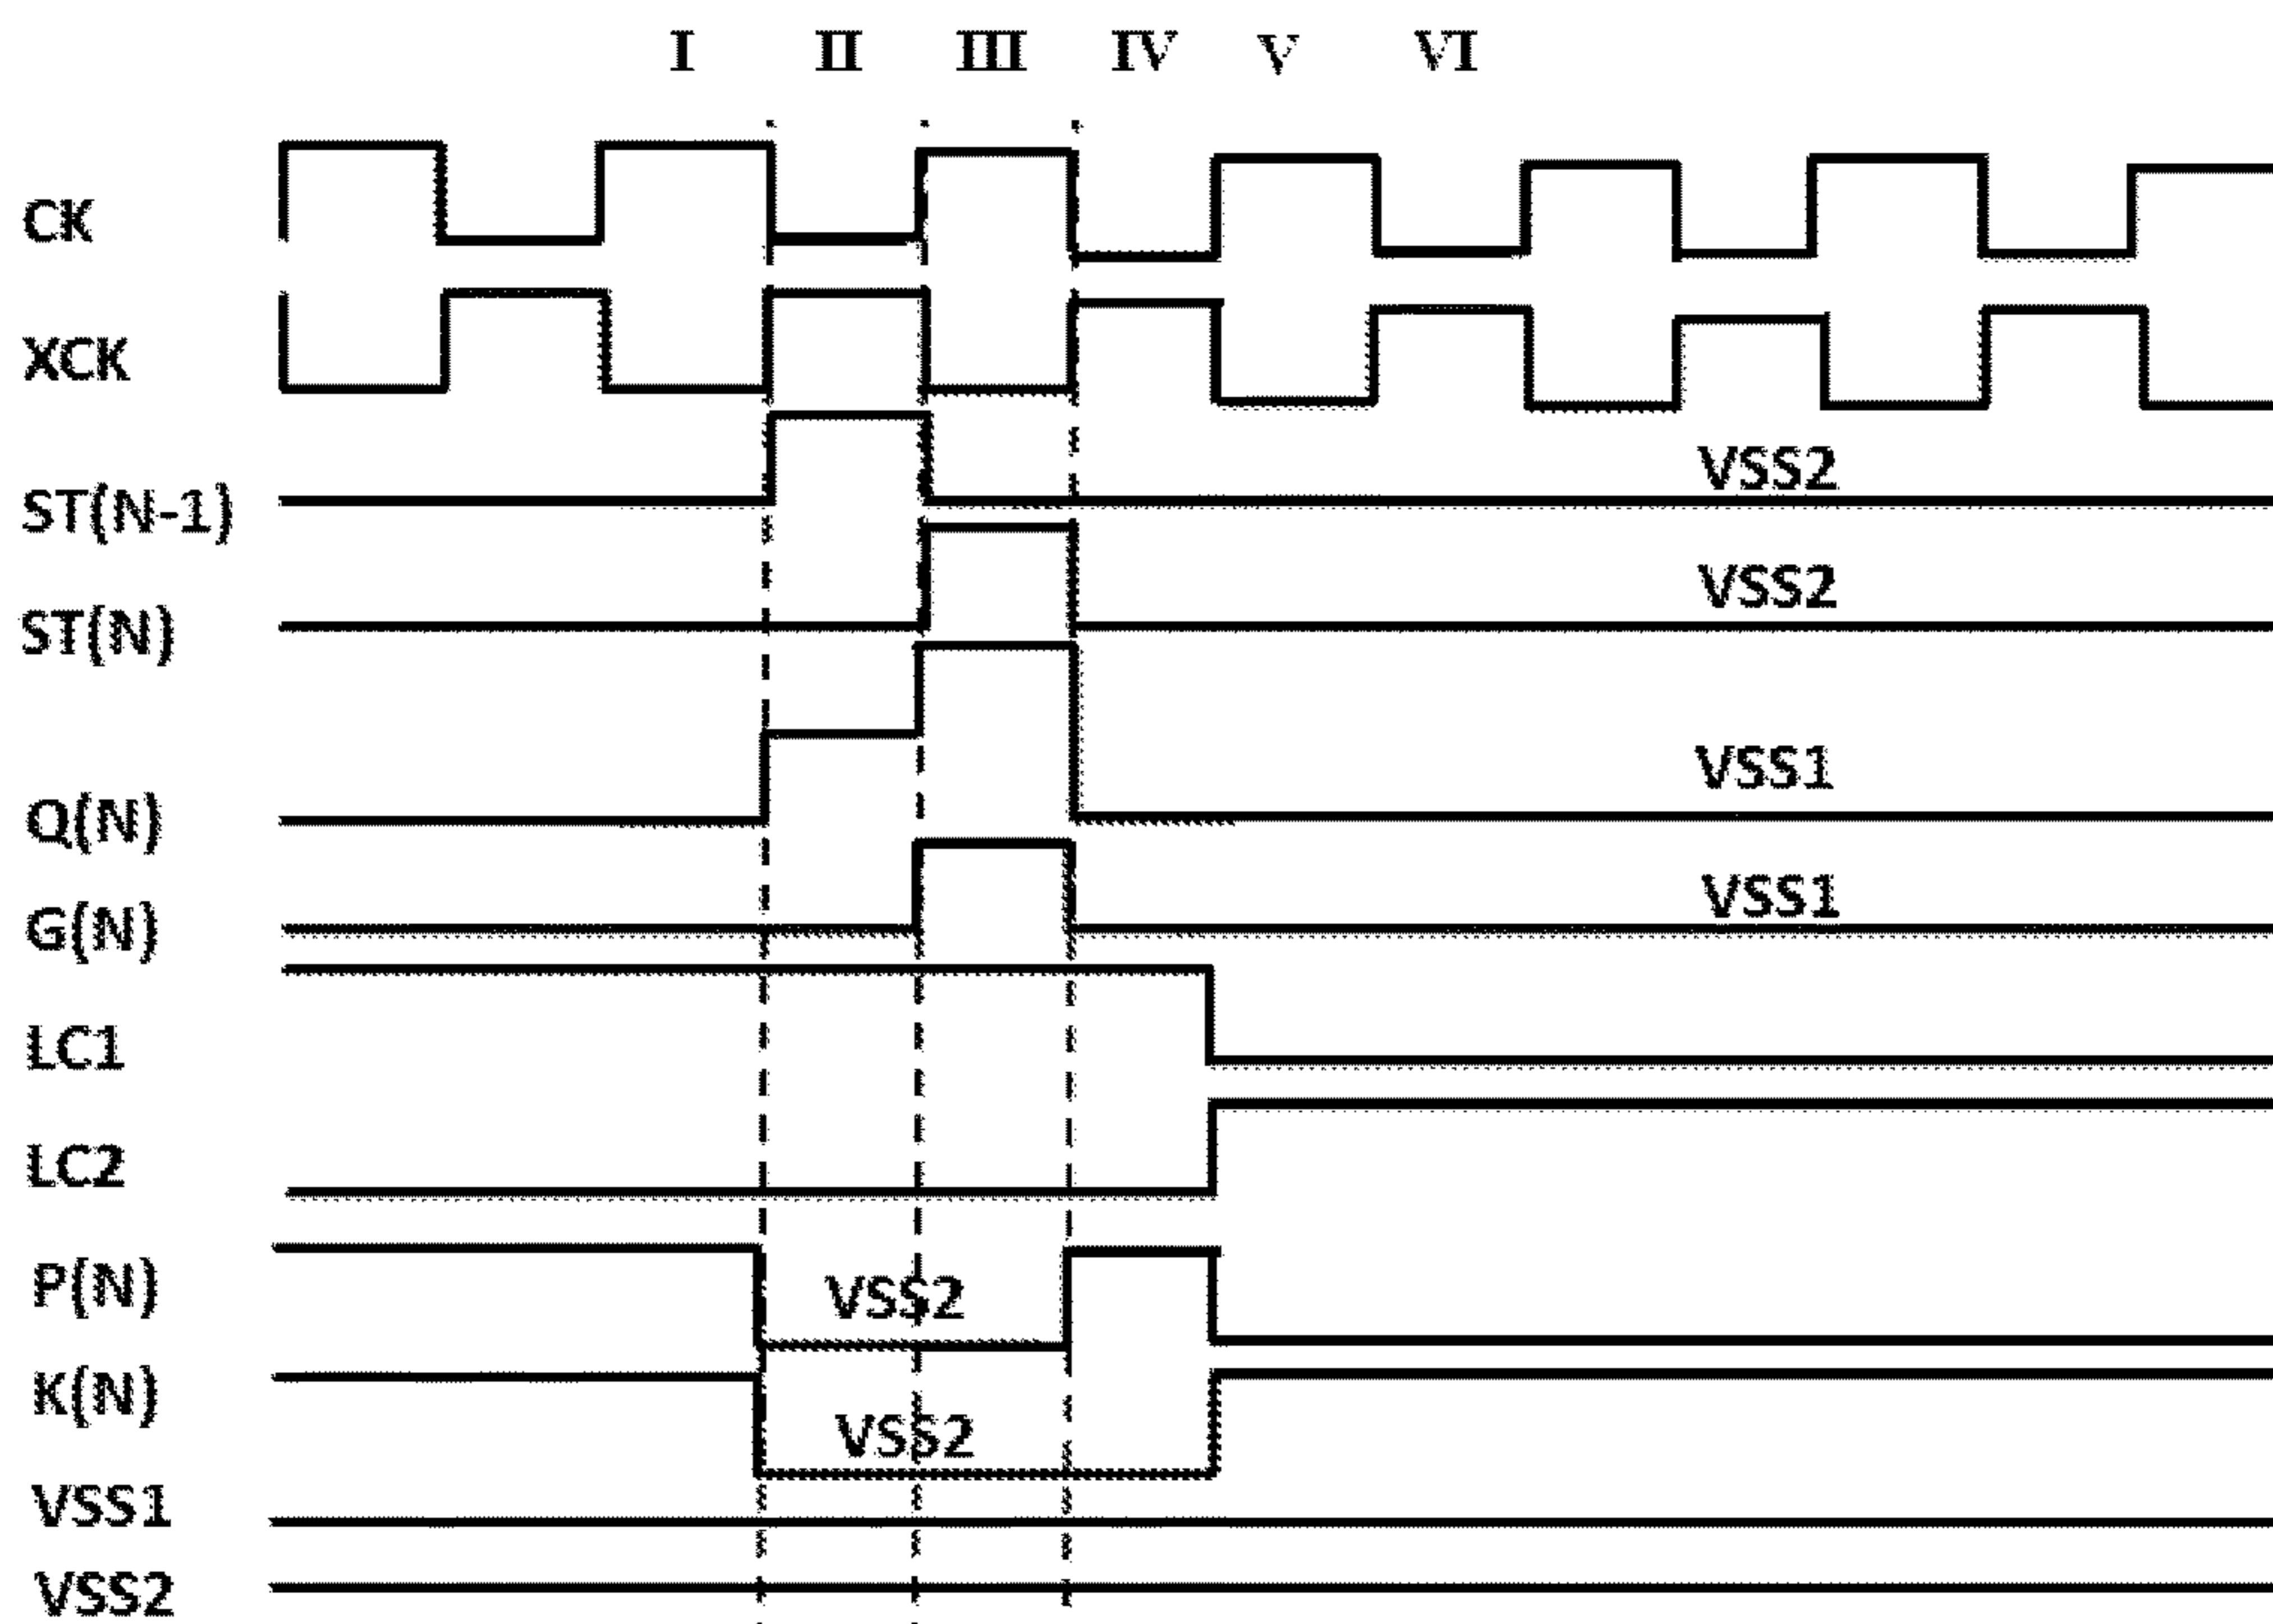 I II III IV V VI
CK
XCK
VSS2
ST(N-1)
VSS2
ST(N)
VSS1
Q(N)
VSS1
G(N)
LC1
LC2
P(N) VSS2
K(N)
VSS2
VSS1
VSS2